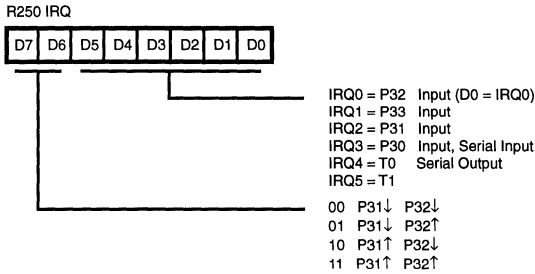 R250 IRQ
D7 D6 D5 D4 D3 D2 D1 D0
IRQ0 = P32 Input (D0 = IRQ0)
IRQ1 = P33 Input
IRQ2 = P31 Input
IRQ3 = P30 Input, Serial Input
IRQ4 = T0 Serial Output
IRQ5 = T1
00 P31↓ P32↓
01 P31↓ P32↑
10 P31↑ P32↓
11 P31↑ P32↑